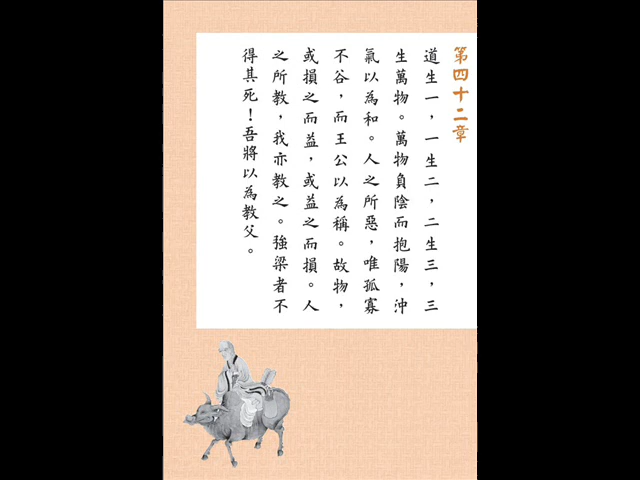 第四十二章
道生一，一生二，二生三，三
生萬物。萬物負陰而抱陽，沖
氣以為和。人之所惡，唯孤寡
不谷，而王公以為稱。故物，
或損之而益，或益之而損。人
之所教，我亦教之。強梁者不
得其死！吾將以為教父。